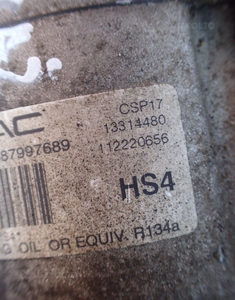 AC CSP17
13314480
87997689 112220656
HS4
OIL OR EQUIV. R134a